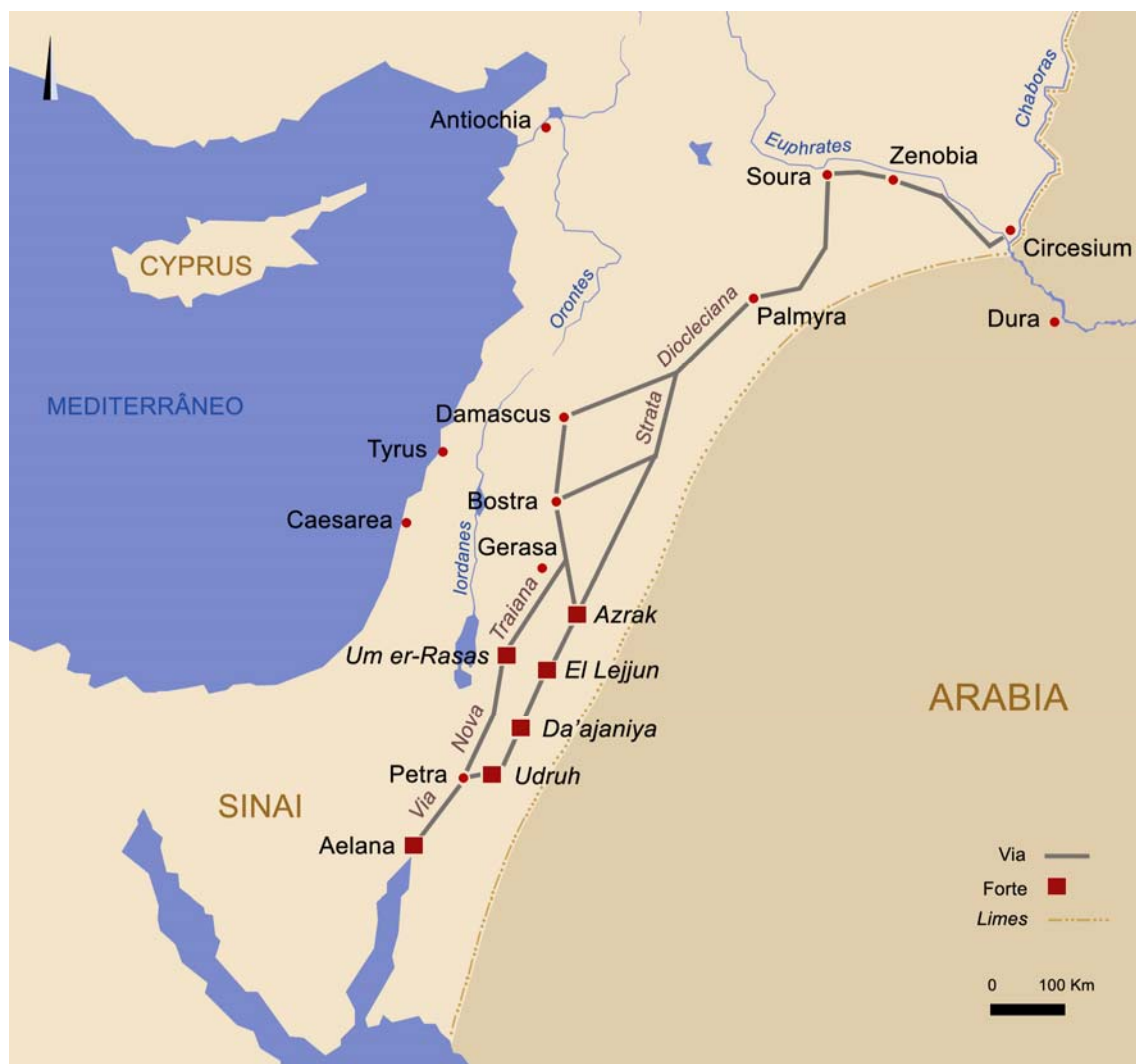 Antiochia
Chaboras
Euphrates
Zenobia
Soura
Circesium
CYPRUS
Orontes
Palmyra
Dura
Diocleciana
Strata
MEDITERRÂNEO
Damascus
Tyrus
Bostra
Caesarea
Gerasa
Iordanes
Traiana
Azrak
Um er-Rasas
El Lejjun
ARABIA
Nova
Da'ajaniya
Petra
Udruh
Via
SINAI
Aelana
Via
Forte
Limes
0 100 Km